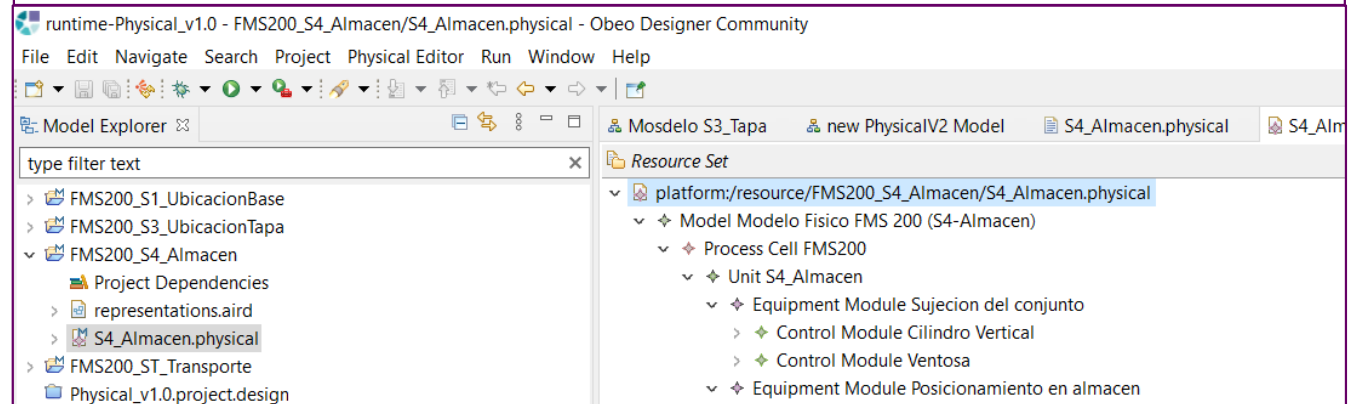 runtime-Physical_v1.0 - FMS200_S4_Almacen/S4_Almacen.physical - Obeo Designer Community
File Edit Navigate Search Project Physical Editor Run Window Help
Model Explorer
type filter text
FMS200_S1_UbicacionBase
FMS200_S3_UbicacionTapa
FMS200_S4_Almacen
Project Dependencies
representations.aird
S4_Almacen.physical
FMS200_ST_Transporte
Physical_v1.0.project.design
Mosdelo S3_Tapa new PhysicalV2 Model S4_Almacen.physical S4_Alm
Resource Set
platform:/resource/FMS200_S4_Almacen/S4_Almacen.physical
Model Modelo Fisico FMS 200 (S4-Almacen)
Process Cell FMS200
Unit S4_Almacen
Equipment Module Sujecion del conjunto
Control Module Cilindro Vertical
Control Module Ventosa
Equipment Module Posicionamiento en almacen